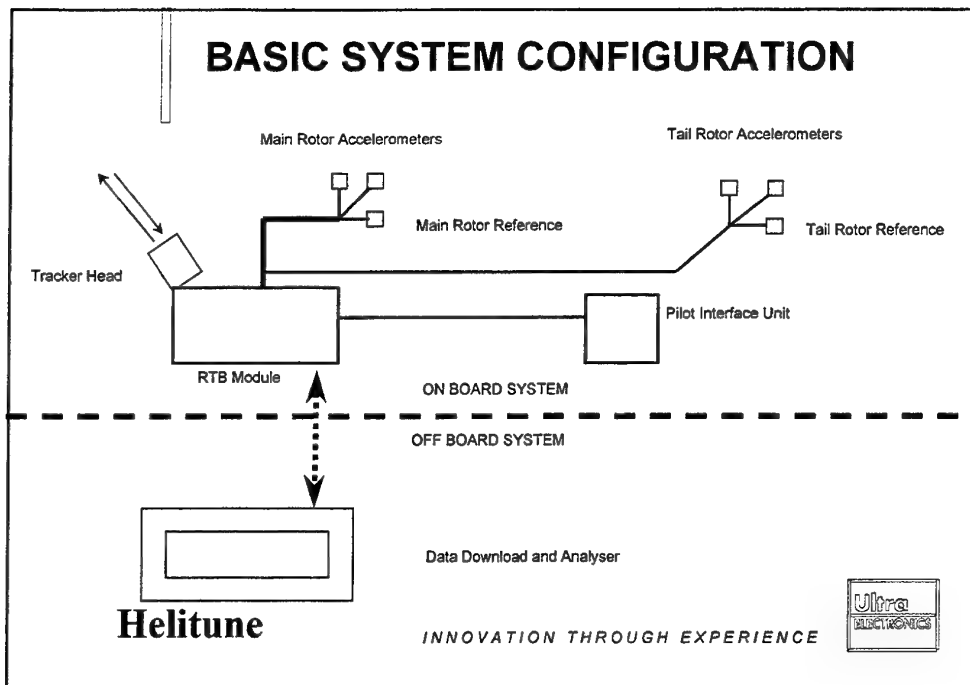 BASIC SYSTEM CONFIGURATION
Main Rotor Accelerometers
Tail Rotor Accelerometers
Main Rotor Reference
Tail Rotor Reference
Tracker Head
Pilot Interface Unit
RTB Module
ON BOARD SYSTEM
OFF BOARD SYSTEM
Data Download and Analyser
Helitune
INNOVATION THROUGH EXPERIENCE
Ultra
ELECTRONICS